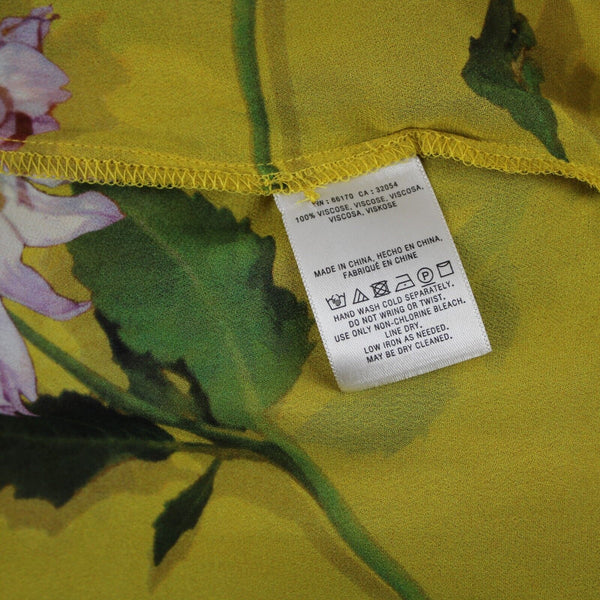 RN: 66170 CA: 32054
100% VISCOSE, VISCOSE, VISCOSA,
VISCOSA, VISKOSE
MADE IN CHINA, HECHO EN CHINA,
FABRIQUÉ EN CHINE
HAND WASH COLD SEPARATELY.
DO NOT WRING OR TWIST.
USE ONLY NON-CHLORINE BLEACH.
LINE DRY.
LOW IRON AS NEEDED.
MAY BE DRY CLEANED.